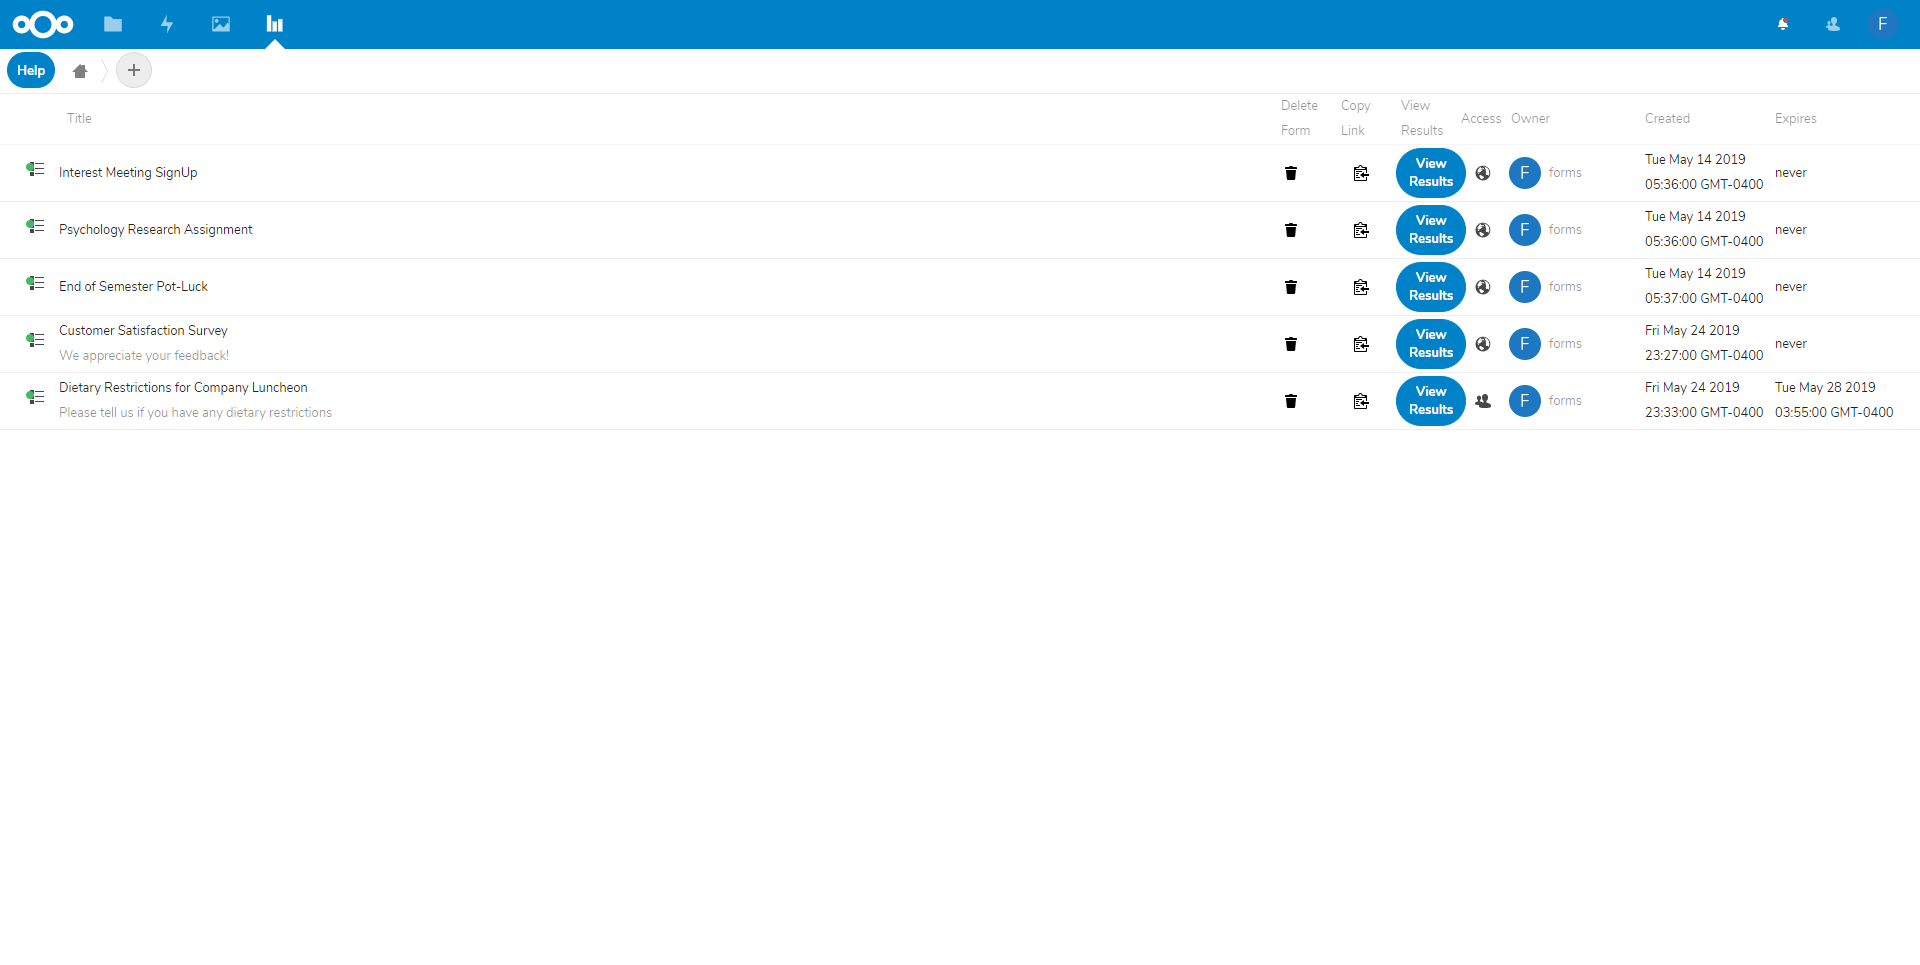 F
Help
+
Title
Delete Form
Copy Link
View Results
Access
Owner
Created
Expires
Interest Meeting SignUp
View Results
F forms
Tue May 14 2019
05:36:00 GMT-0400
never
Psychology Research Assignment
View Results
F forms
Tue May 14 2019
05:36:00 GMT-0400
never
End of Semester Pot-Luck
View Results
F forms
Tue May 14 2019
05:37:00 GMT-0400
never
Customer Satisfaction Survey
We appreciate your feedback!
View Results
F forms
Fri May 24 2019
23:27:00 GMT-0400
never
Dietary Restrictions for Company Luncheon
Please tell us if you have any dietary restrictions
View Results
F forms
Fri May 24 2019
23:33:00 GMT-0400
Tue May 28 2019
03:55:00 GMT-0400